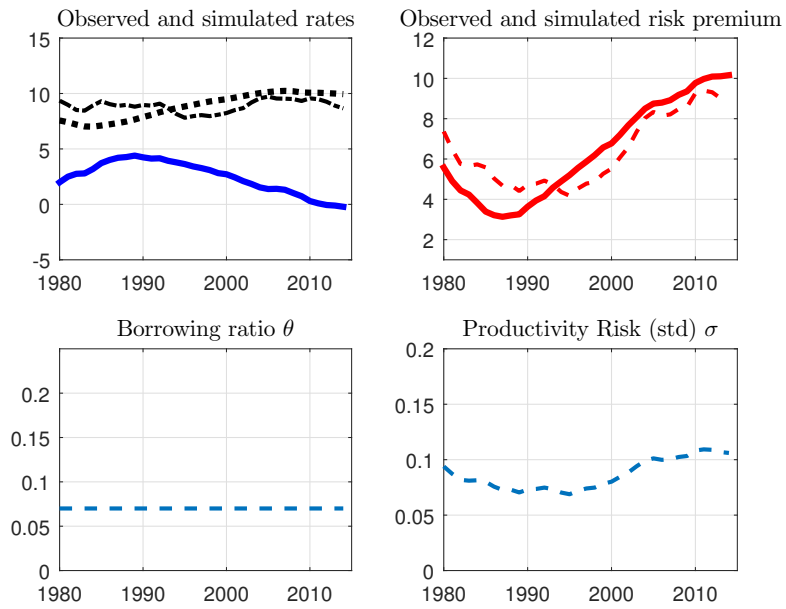 Observed and simulated rates
15
10
5
0
-5
1980 1990 2000 2010
Observed and simulated risk premium
12
10
8
6
4
2
1980 1990 2000 2010
Borrowing ratio θ
0.2
0.15
0.1
0.05
0
1980 1990 2000 2010
Productivity Risk (std) σ
0.2
0.15
0.1
0.05
0
1980 1990 2000 2010